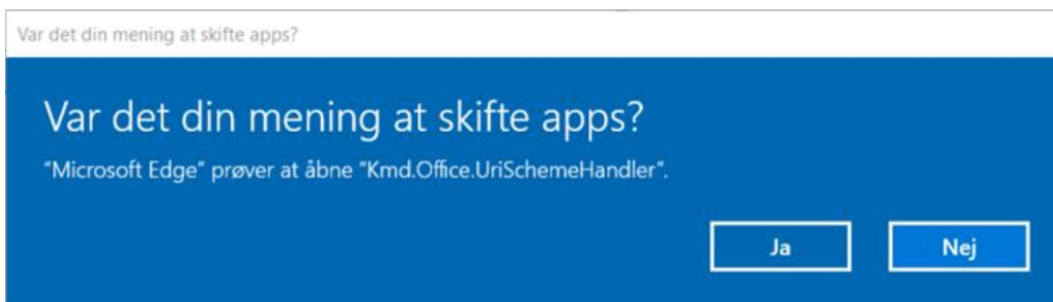 Var det din mening at skifte apps?
Var det din mening at skifte apps?
"Microsoft Edge" prøver at åbne "Kmd.Office.UriSchemeHandler".
Ja
Nej